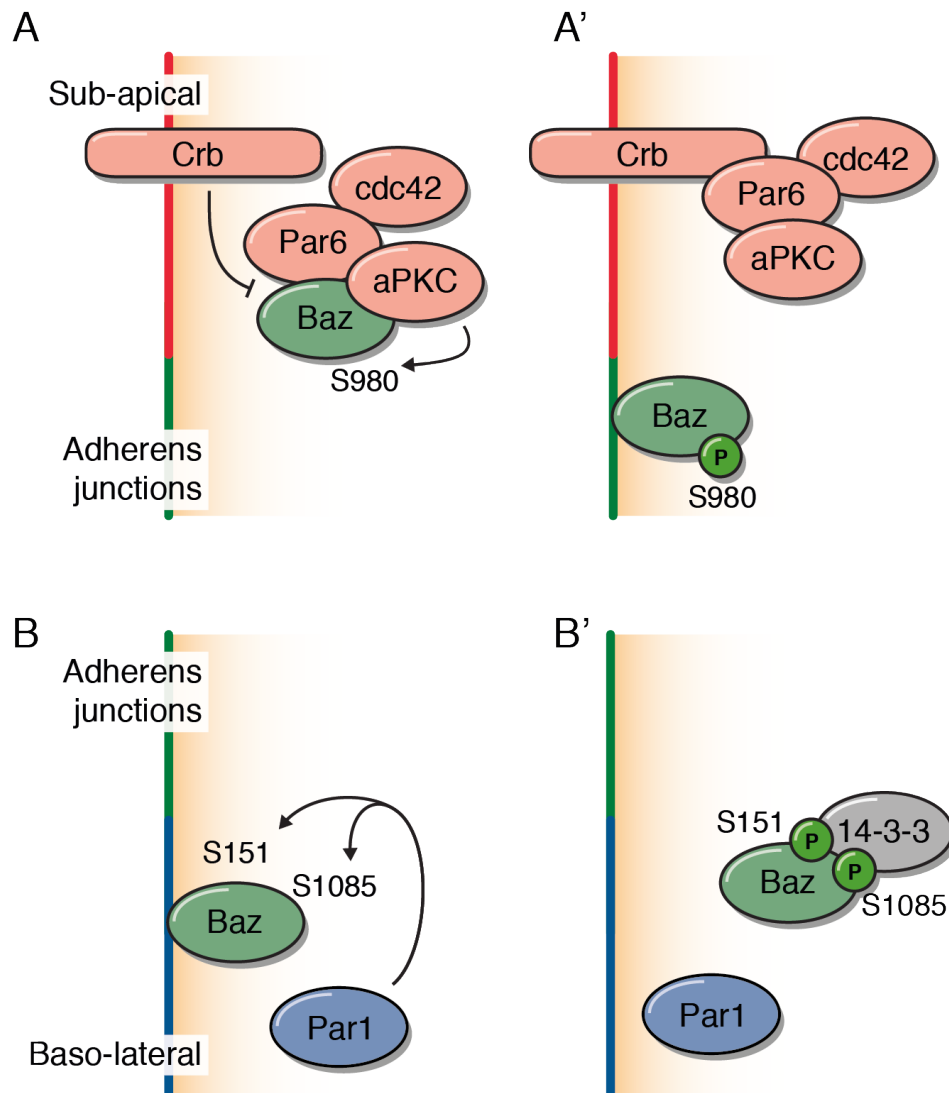 A
Sub-apical
Crb
cdc42
Par6
aPKC
Baz
S980
Adherens
junctions
A’
Crb
cdc42
Par6
aPKC
Baz
P
S980
B
Adherens
junctions
S151
S1085
Baz
Par1
Baso-lateral
B’
S151
14-3-3
P
P
Baz
S1085
Par1